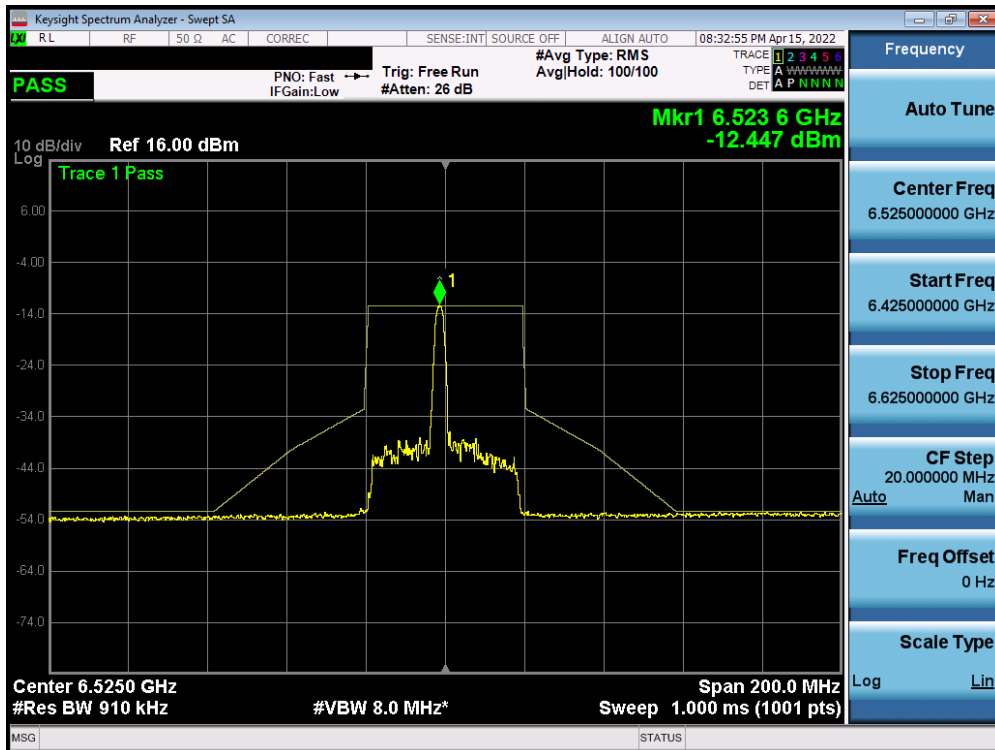 Keysight Spectrum Analyzer - Swept SA
LXI RL RF 50 Ω AC CORREC SENSE:INT SOURCE OFF ALIGN AUTO 08:32:55 PM Apr 15, 2022
PASS
PNO: Fast
IFGain:Low
Trig: Free Run
#Atten: 26 dB
#Avg Type: RMS
Avg|Hold: 100/100
TRACE 1 2 3 4 5 6
TYPE A WWWWW
DET A P N N N N
Mkr1 6.523 6 GHz
-12.447 dBm
10 dB/div Ref 16.00 dBm
Log
Trace 1 Pass
6.00
-4.00
1
-14.0
-24.0
-34.0
-44.0
-54.0
-64.0
-74.0
Center 6.5250 GHz Span 200.0 MHz
#Res BW 910 kHz #VBW 8.0 MHz* Sweep 1.000 ms (1001 pts)
MSG STATUS
Frequency
Auto Tune
Center Freq
6.525000000 GHz
Start Freq
6.425000000 GHz
Stop Freq
6.625000000 GHz
CF Step
20.000000 MHz
Auto Man
Freq Offset
0 Hz
Scale Type
Log Lin